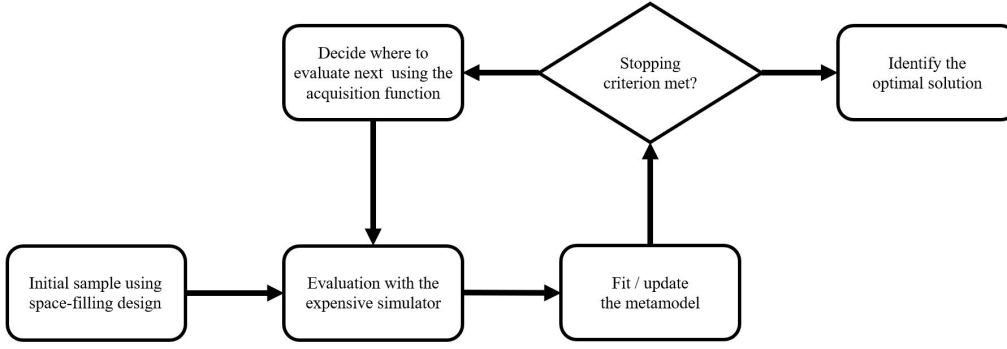 Decide where to
evaluate next  using the
acquisition function
Stopping
criterion met?
Identify the
optimal solution
Initial sample using
space-filling design
Evaluation with the
expensive simulator
Fit / update
the metamodel